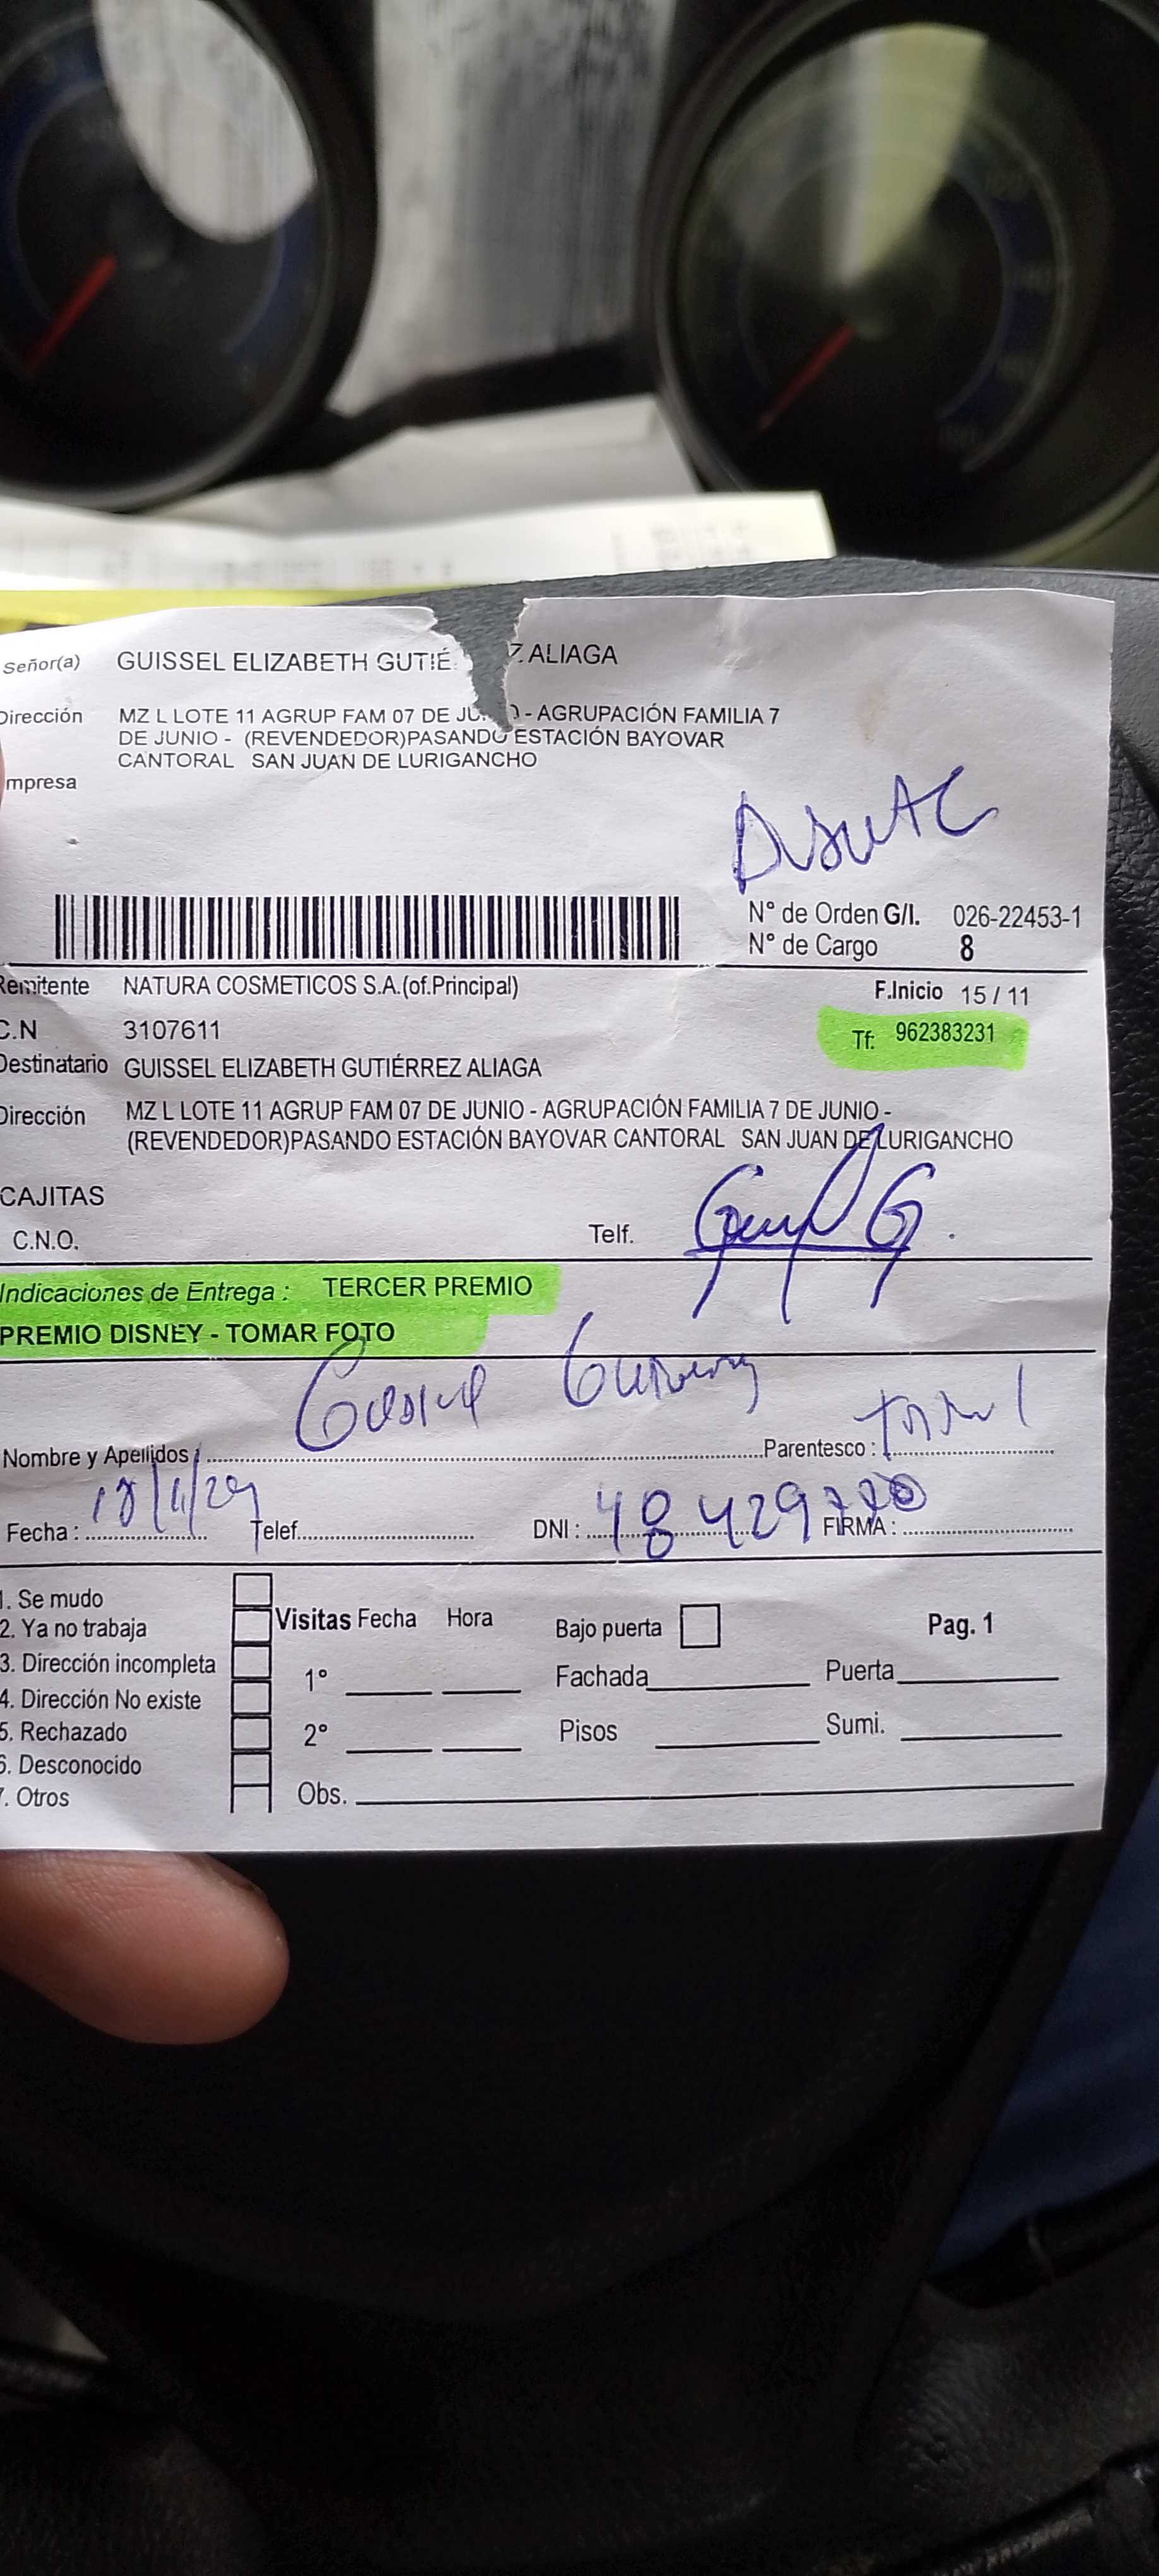 Señor(a) GUISSEL ELIZABETH GUTIÉ Z ALIAGA
Dirección MZ L LOTE 11 AGRUP FAM 07 DE JU O - AGRUPACIÓN FAMILIA 7
DE JUNIO - (REVENDEDOR)PASANDO ESTACIÓN BAYOVAR
CANTORAL SAN JUAN DE LURIGANCHO
mpresa
N° de Orden G/I. 026-22453-1
N° de Cargo 8
Remitente NATURA COSMETICOS S.A.(of.Principal)
F.Inicio 15 / 11
C.N 3107611
Tf: 962383231
Destinatario GUISSEL ELIZABETH GUTIÉRREZ ALIAGA
Dirección MZ L LOTE 11 AGRUP FAM 07 DE JUNIO - AGRUPACIÓN FAMILIA 7 DE JUNIO -
(REVENDEDOR)PASANDO ESTACIÓN BAYOVAR CANTORAL SAN JUAN DE LURIGANCHO
CAJITAS
C.N.O. Telf.
Indicaciones de Entrega : TERCER PREMIO
PREMIO DISNEY - TOMAR FOTO
Nombre y Apellidos : Parentesco :
Fecha : Telef. DNI : FIRMA :
1. Se mudo
2. Ya no trabaja
3. Dirección incompleta
4. Dirección No existe
5. Rechazado
6. Desconocido
7. Otros
Visitas Fecha Hora
1°
2°
Obs.
Bajo puerta Pag. 1
Fachada Puerta
Pisos Sumi.